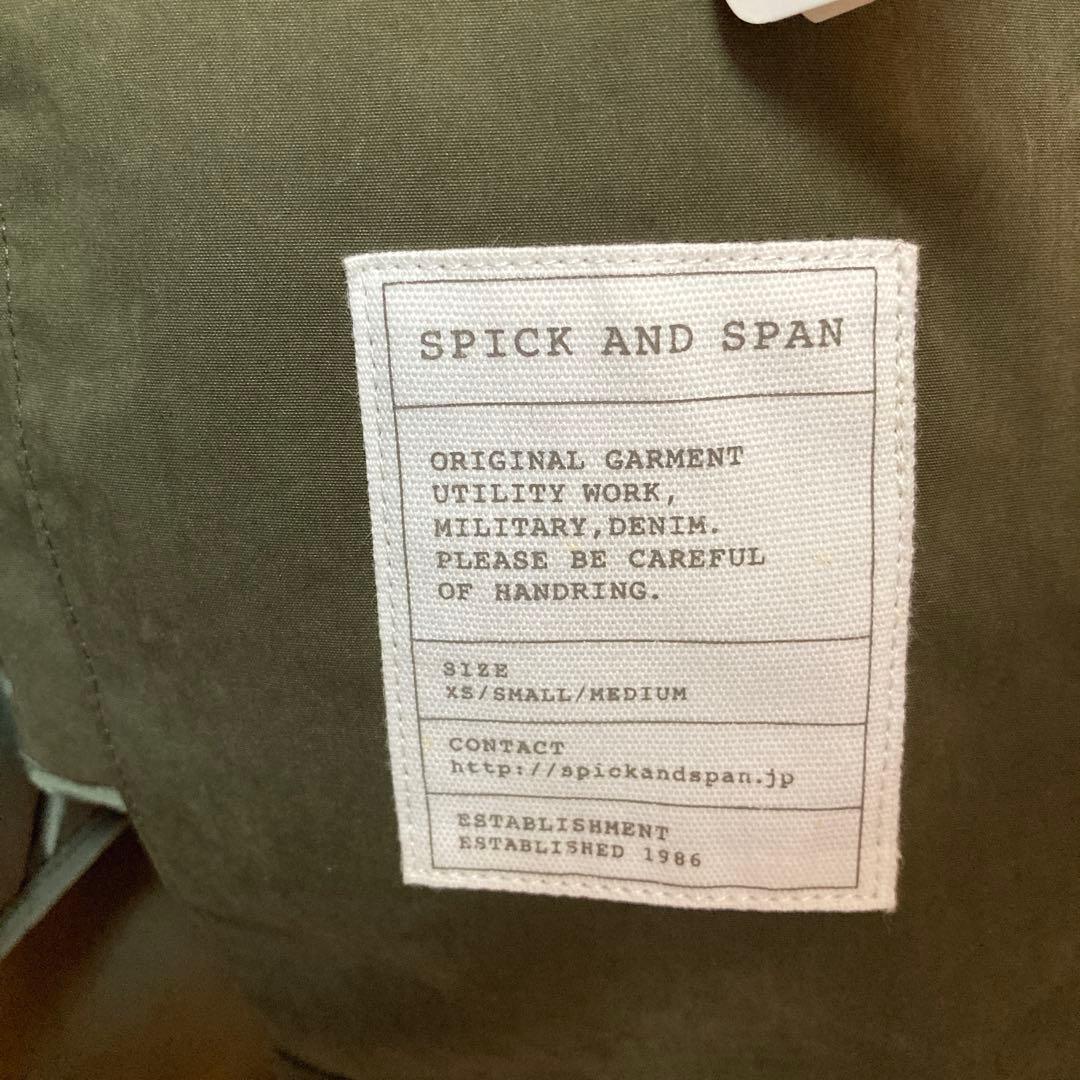 SPICK AND SPAN
ORIGINAL GARMENT
UTILITY WORK,
MILITARY,DENIM.
PLEASE BE CAREFUL
OF HANDRING.
SIZE
XS/SMALL/MEDIUM
CONTACT
http://spickandspan.jp
ESTABLISHMENT
ESTABLISHED 1986